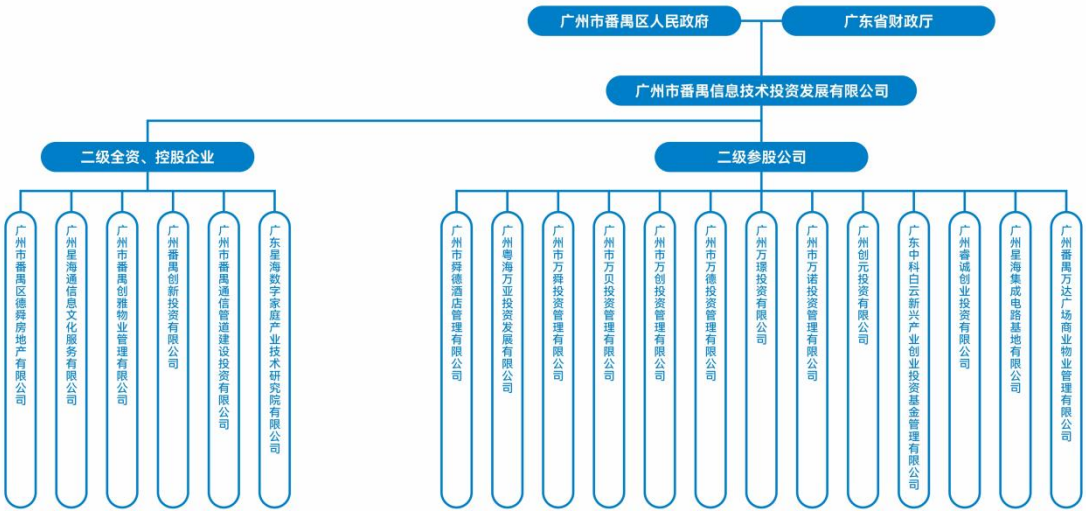 广州市番禺区人民政府
广东省财政厅
广州市番禺信息技术投资发展有限公司
二级全资、控股企业
二级参股公司
广州市番禺区德舜房地产有限公司
广州星海通信息文化服务有限公司
广州市番禺创雅物业管理有限公司
广州番禺创新投资有限公司
广州市番禺通信管道建设投资有限公司
广东星海数字家庭产业技术研究院有限公司
广州市舜德酒店管理有限公司
广州粤海万亚投资发展有限公司
广州市万舜投资管理有限公司
广州市万贝投资管理有限公司
广州市万创投资管理有限公司
广州市万德投资管理有限公司
广州万璟投资有限公司
广州市万诺投资管理有限公司
广州创元投资有限公司
广东中科白云新兴产业创业投资基金管理有限公司
广州睿诚创业投资有限公司
广州星海集成电路基地有限公司
广州番禺万达广场商业物业管理有限公司